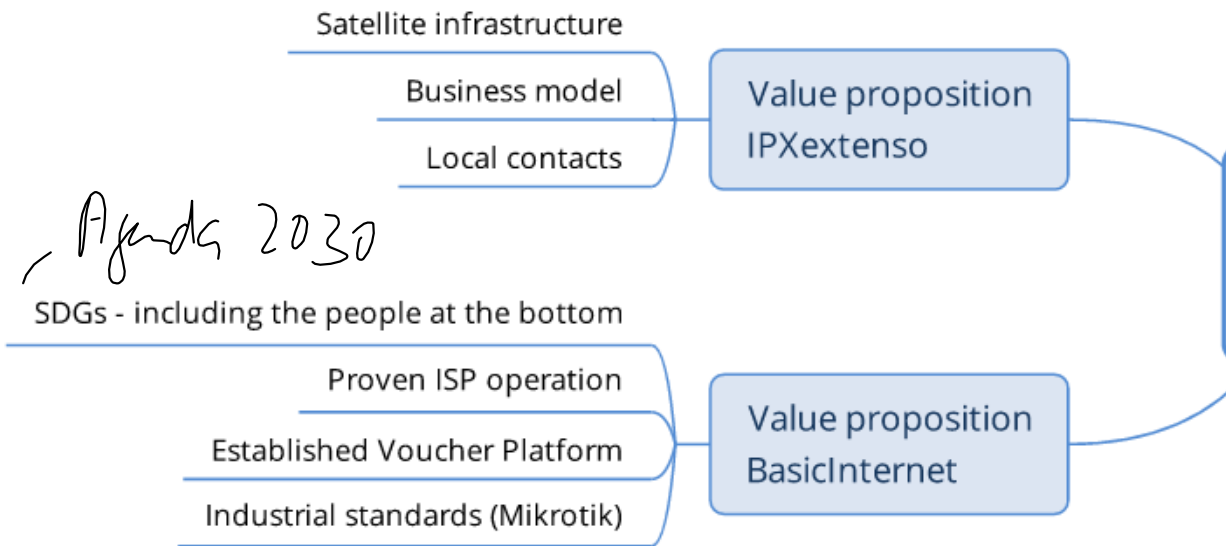 Satellite infrastructure
Business model
Local contacts
Value proposition
IPXextenso
Agenda 2030
SDGs - including the people at the bottom
Proven ISP operation
Established Voucher Platform
Industrial standards (Mikrotik)
Value proposition
BasicInternet